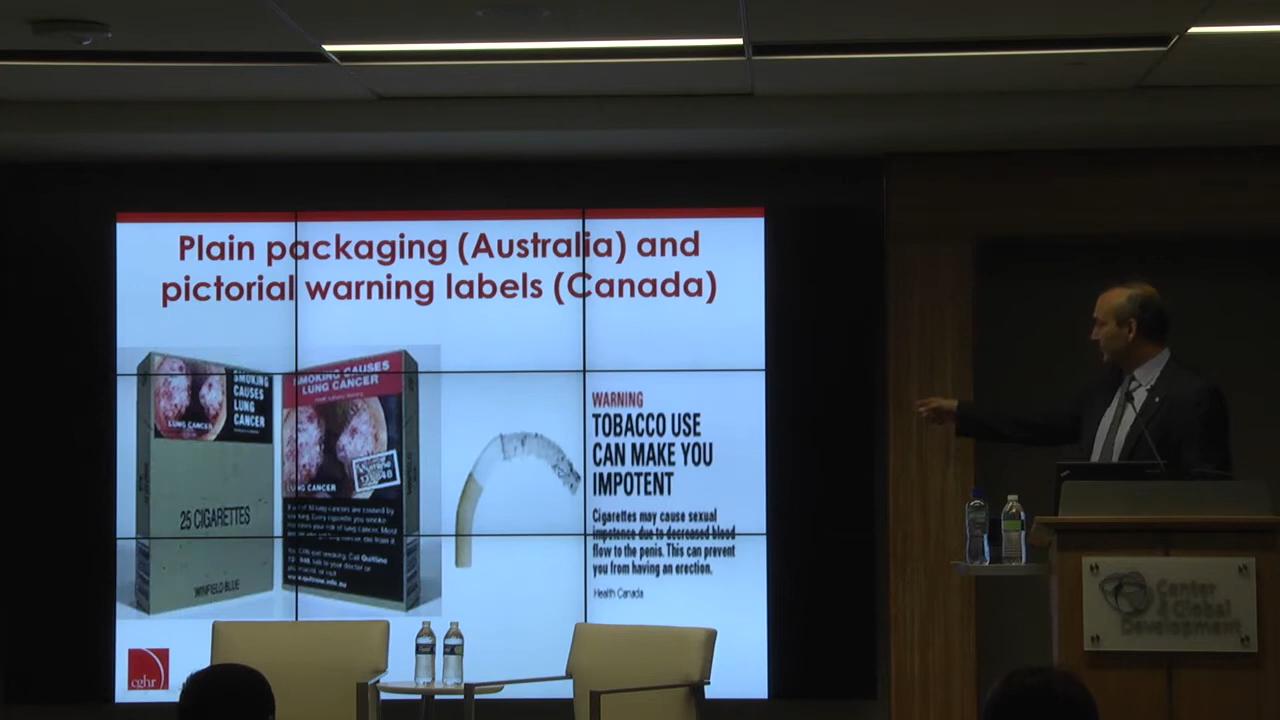 Plain packaging (Australia) and
pictorial warning labels (Canada)
SMOKING
CAUSES
LUNG
CANCER
LUNG CANCER
25 CIGARETTES
WINFIELD BLUE
SMOKING CAUSES
LUNG CANCER
LUNG CANCER
WARNING
TOBACCO USE
CAN MAKE YOU
IMPOTENT
Cigarettes may cause sexual
impotence due to decreased blood
flow to the penis. This can prevent
you from having an erection.
Health Canada
cghr
Center
Global
Development